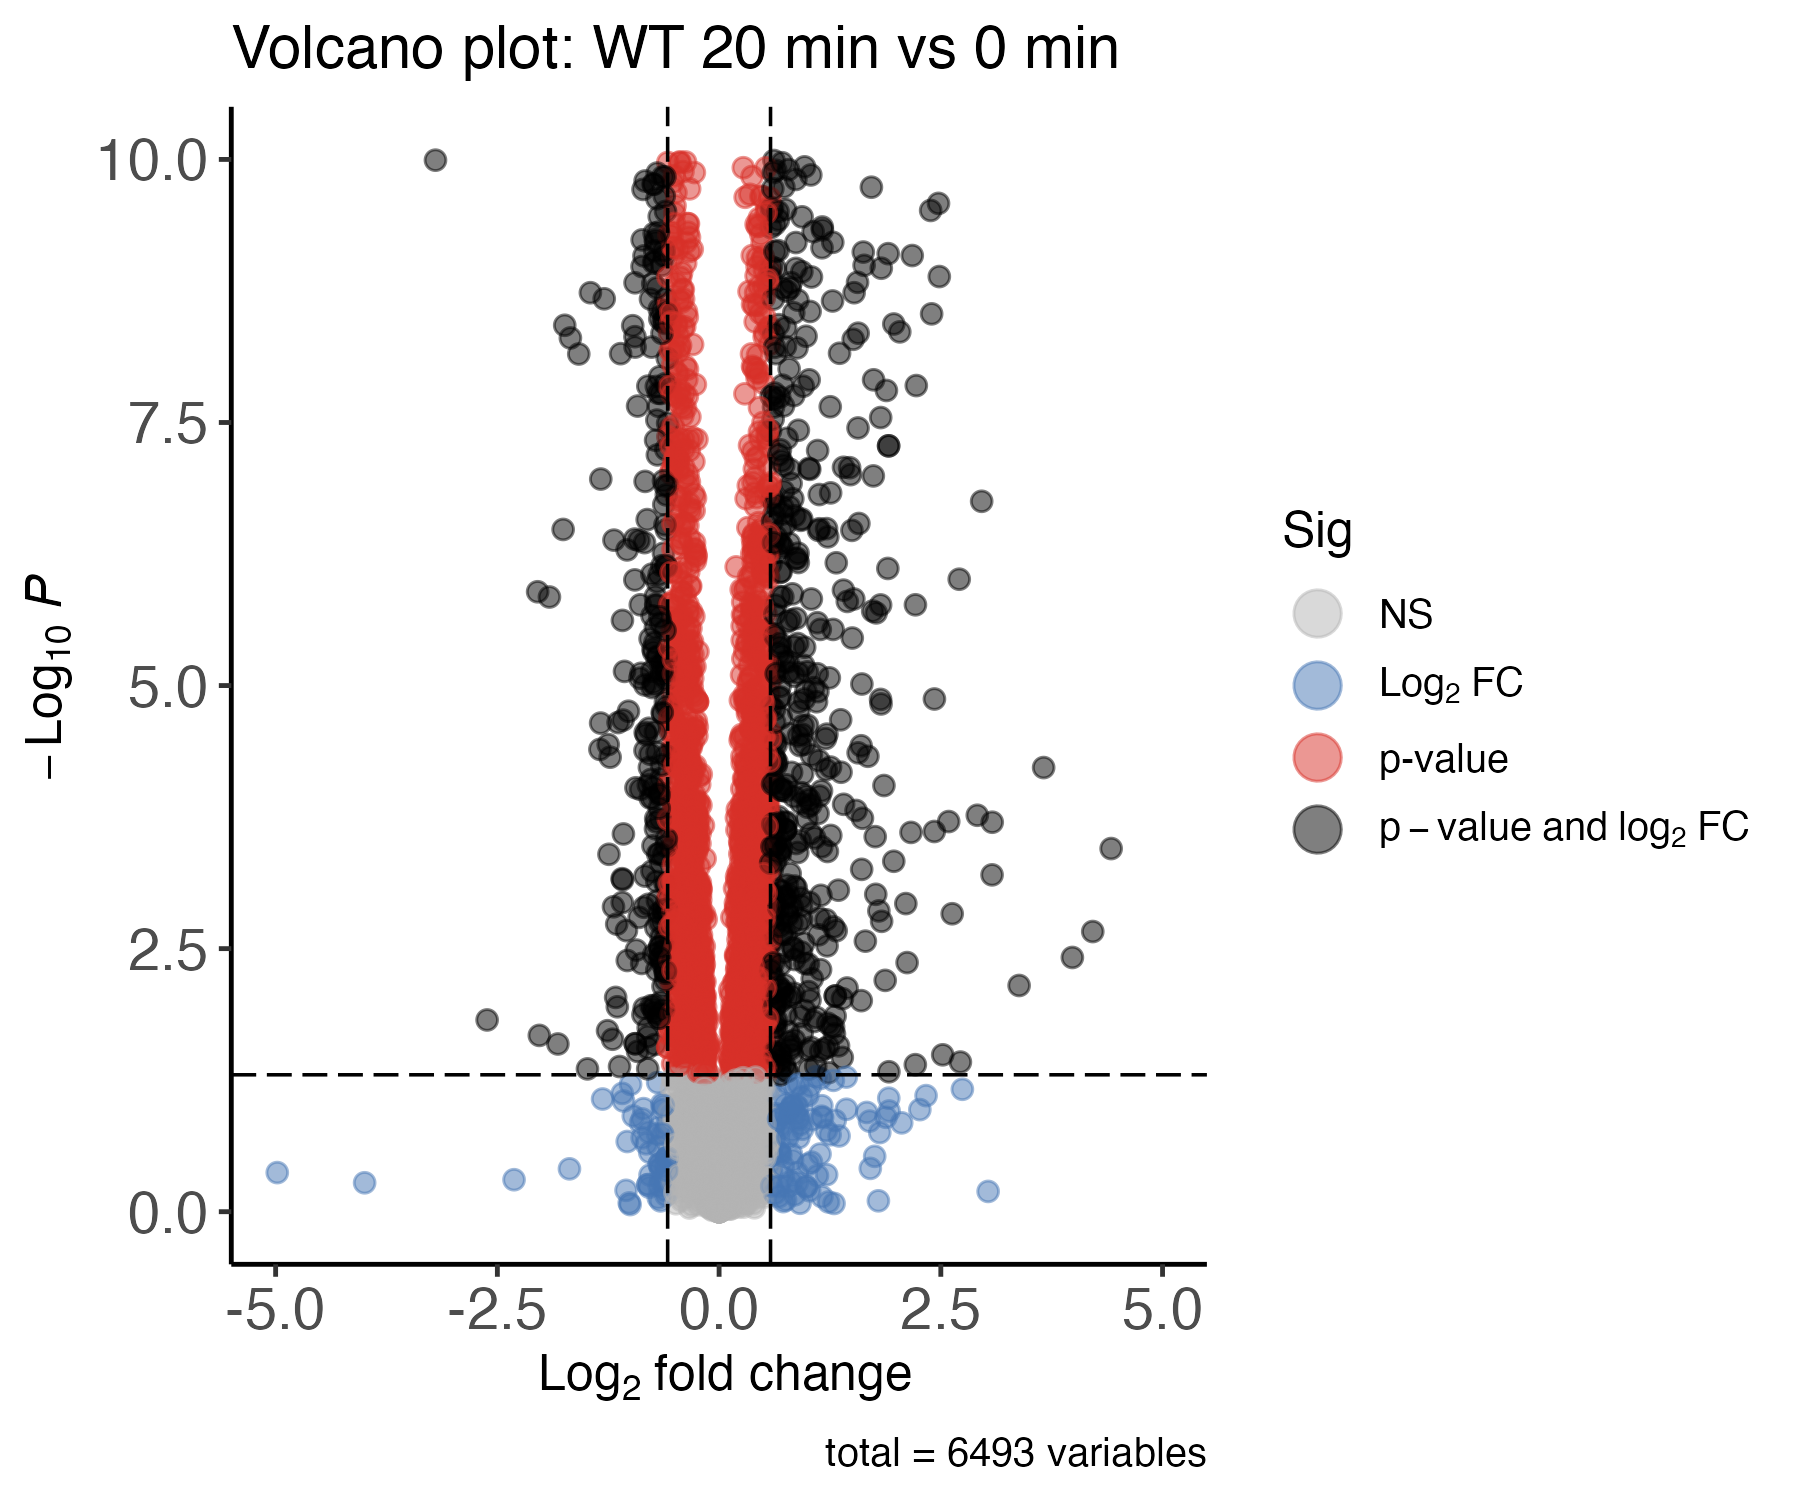 Volcano plot: WT 20 min vs 0 min
10.0
7.5
5.0
2.5
0.0
−Log₁₀ P
-5.0 -2.5 0.0 2.5 5.0
Log₂ fold change
total = 6493 variables
Sig
NS
Log₂ FC
p-value
p − value and log₂ FC